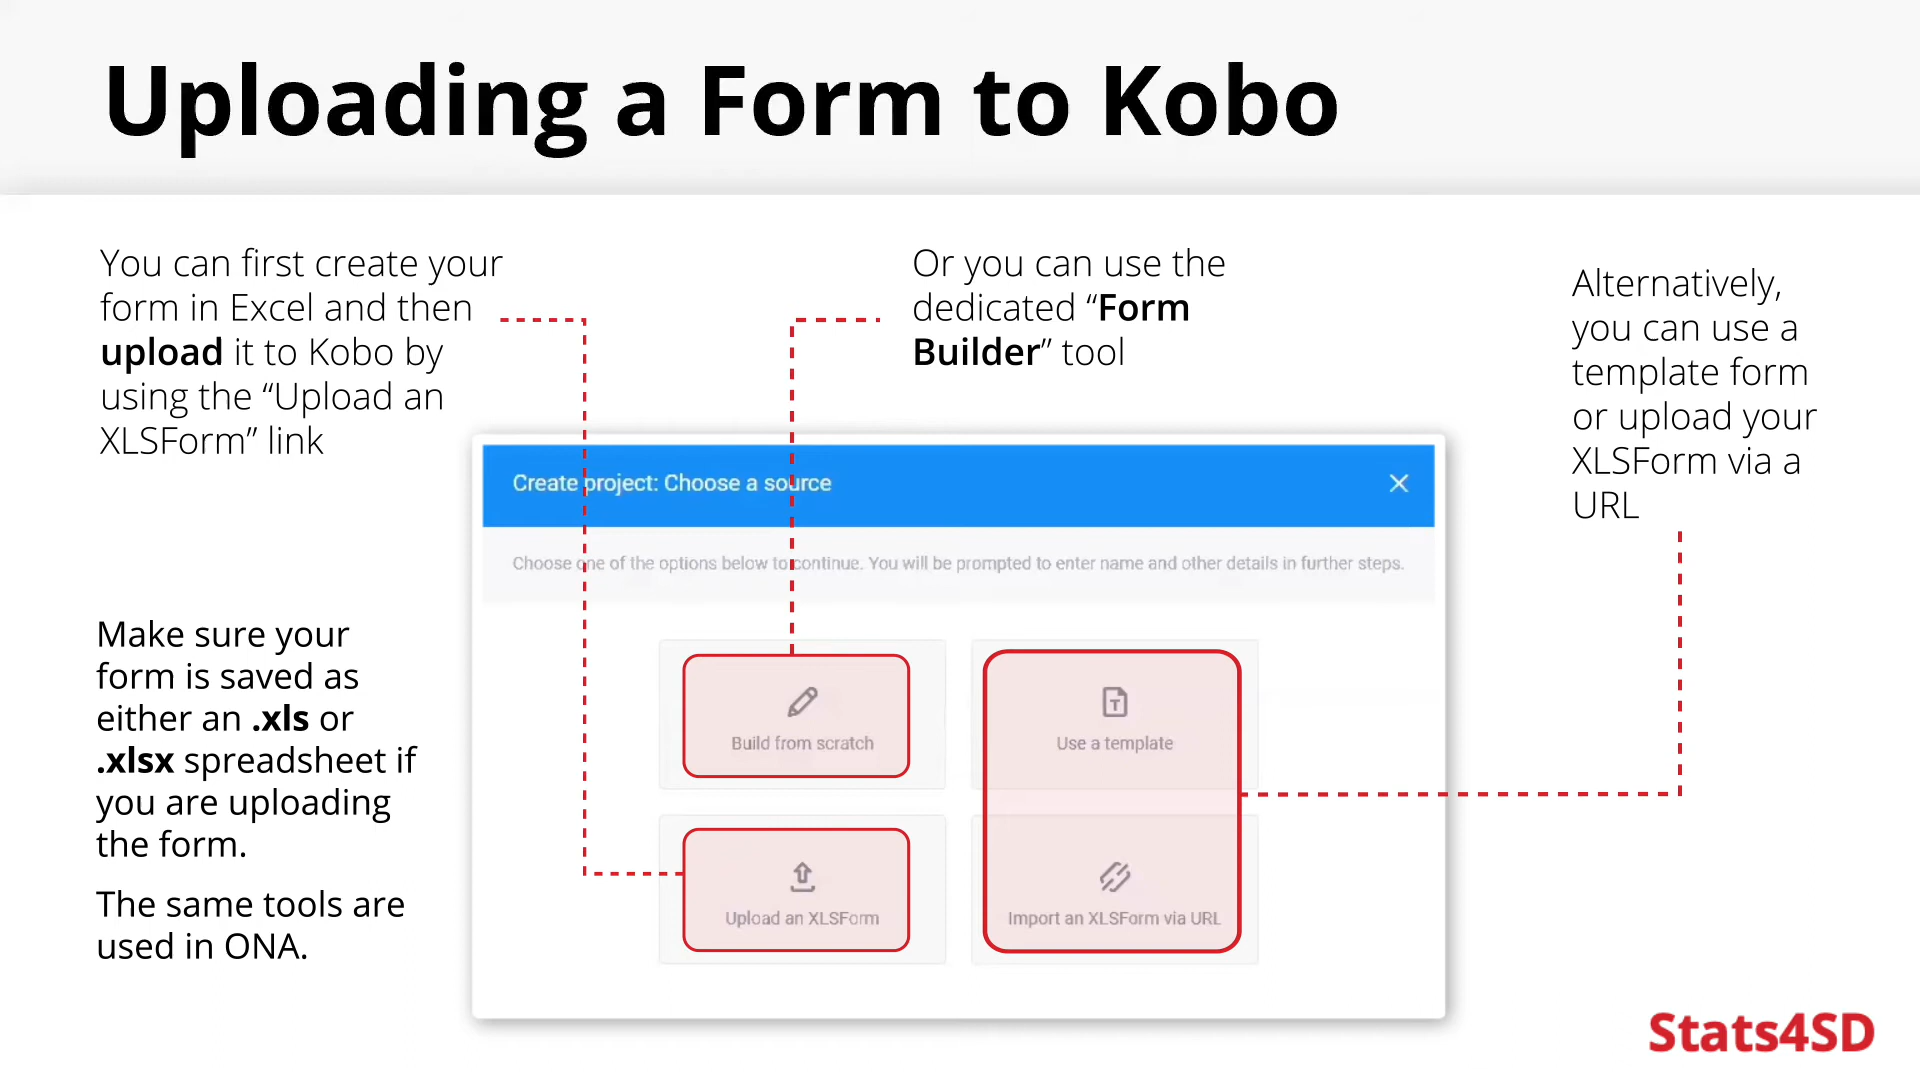 Uploading a Form to Kobo
You can first create your
form in Excel and then
upload it to Kobo by
using the “Upload an
XLSForm” link
Or you can use the
dedicated “Form
Builder” tool
Alternatively,
you can use a
template form
or upload your
XLSForm via a
URL
Make sure your
form is saved as
either an .xls or
.xlsx spreadsheet if
you are uploading
the form.
The same tools are
used in ONA.
Create project: Choose a source
Choose one of the options below to continue. You will be prompted to enter name and other details in further steps.
Build from scratch
Use a template
Upload an XLSForm
Import an XLSForm via URL
Stats4SD